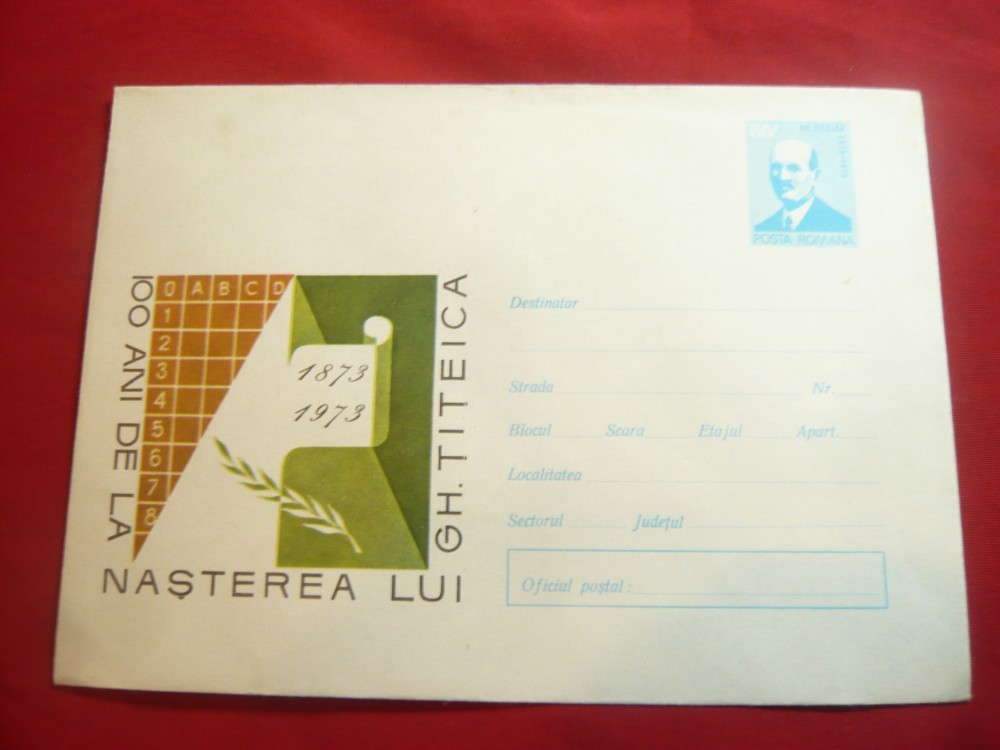 POSTA ROMANA
100 ANI DE LA
NAȘTEREA LUI
GH. ȚIȚEICA
0 A B C D
1
2
3
4
5
6
7
8
1873
1973
Destinatar
Strada Nr.
Blocul Scara Etajul Apart.
Localitatea
Sectorul Județul
Oficiul poștal :